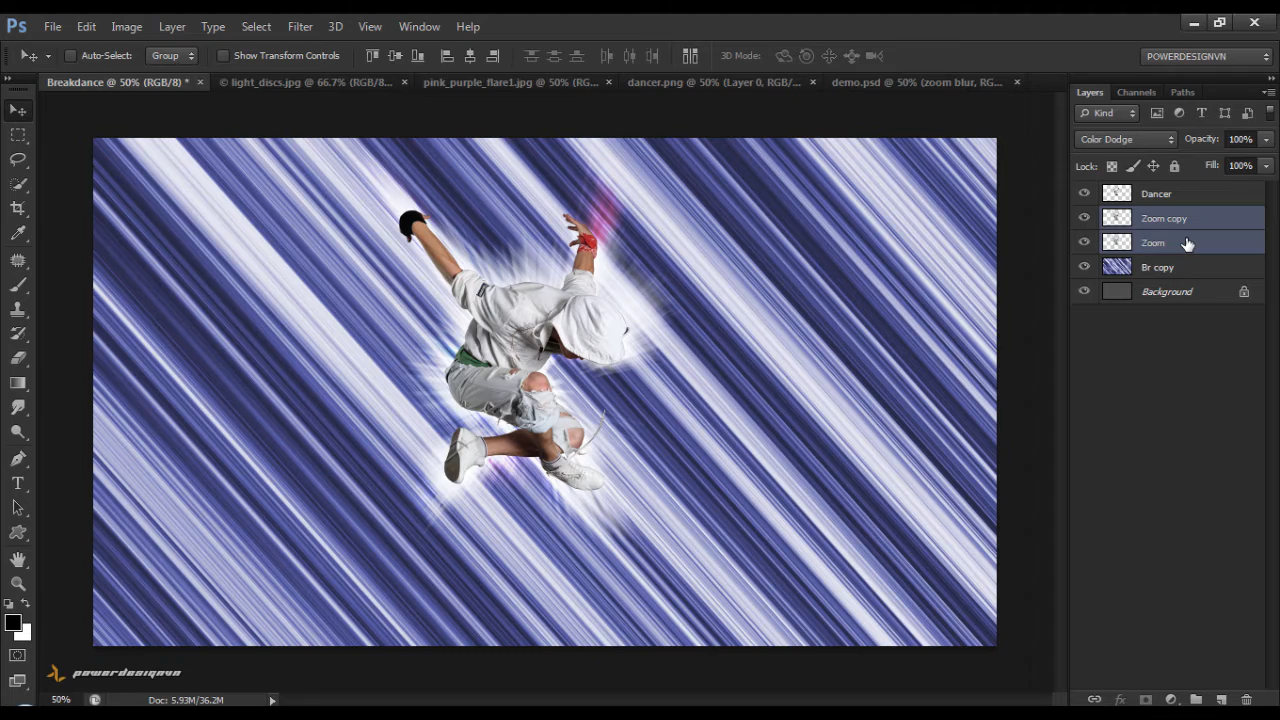 Ps File Edit Image Layer Type Select Filter 3D View Window Help
Auto-Select: Group Show Transform Controls 3D Mode: POWERDESIGNVN
Breakdance @ 50% (RGB/8) * × © light_discs.jpg @ 66.7% (RGB/8... × pink_purple_flare1.jpg @ 50% (RG... × dancer.png @ 50% (Layer 0, RGB/... × demo.psd @ 50% (zoom blur, RG... ×
Layers Channels Paths
Kind
Color Dodge Opacity: 100%
Lock: Fill: 100%
Dancer
Zoom copy
Zoom
Br copy
Background
powerdesignvn
50% Doc: 5.93M/36.2M